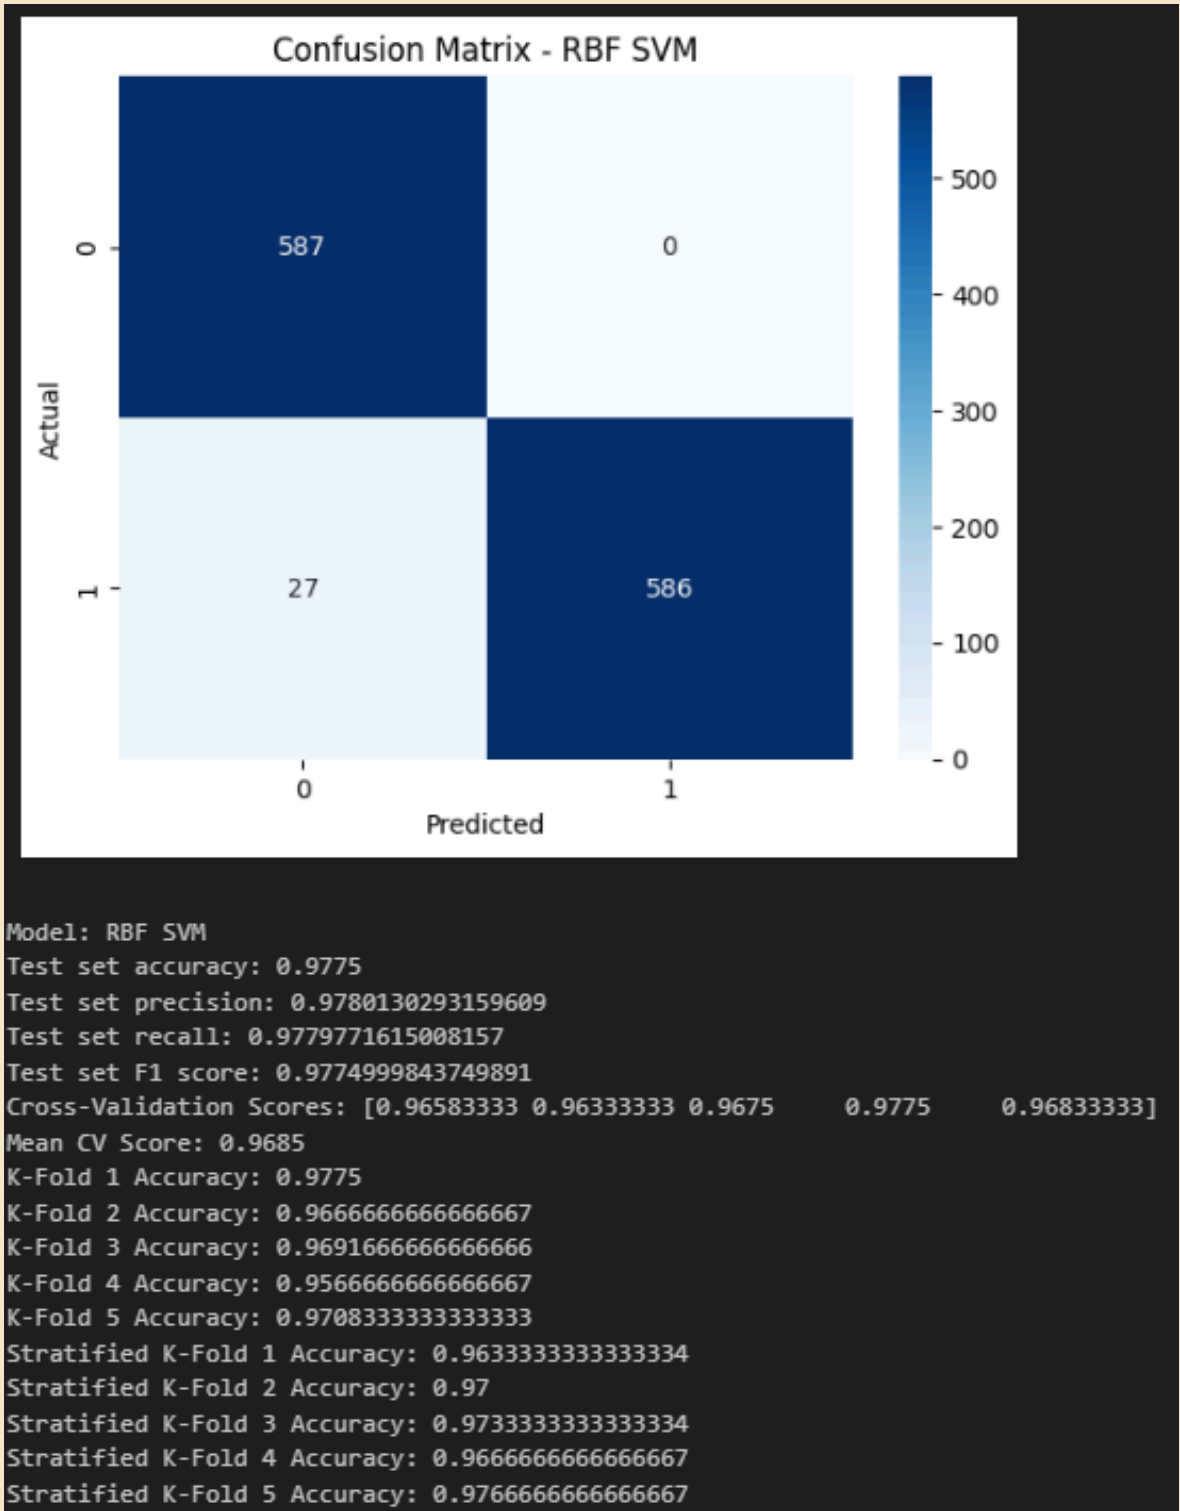 Confusion Matrix - RBF SVM
587 0
27 586
0
1
Actual
0 1
Predicted
500
400
300
200
100
0
Model: RBF SVM
Test set accuracy: 0.9775
Test set precision: 0.9780130293159609
Test set recall: 0.9779771615008157
Test set F1 score: 0.9774999843749891
Cross-Validation Scores: [0.96583333 0.96333333 0.9675     0.9775     0.96833333]
Mean CV Score: 0.9685
K-Fold 1 Accuracy: 0.9775
K-Fold 2 Accuracy: 0.9666666666666667
K-Fold 3 Accuracy: 0.9691666666666666
K-Fold 4 Accuracy: 0.9566666666666667
K-Fold 5 Accuracy: 0.9708333333333333
Stratified K-Fold 1 Accuracy: 0.9633333333333334
Stratified K-Fold 2 Accuracy: 0.97
Stratified K-Fold 3 Accuracy: 0.9733333333333334
Stratified K-Fold 4 Accuracy: 0.9666666666666667
Stratified K-Fold 5 Accuracy: 0.9766666666666667